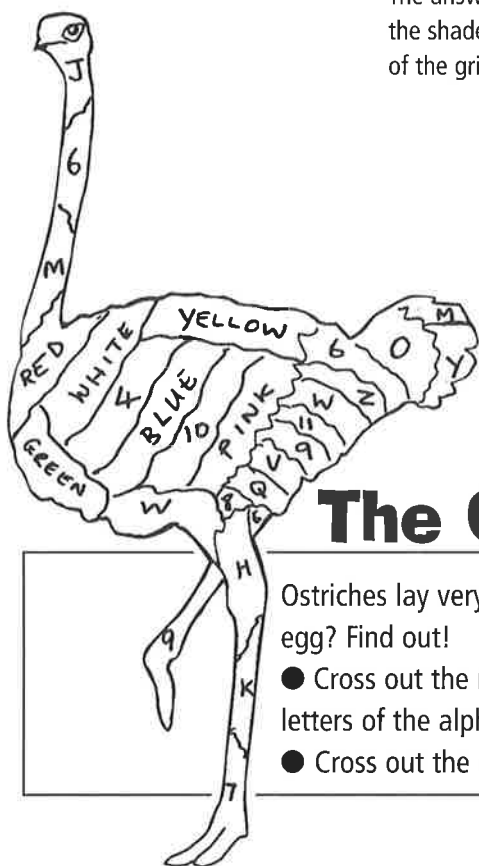 The answ
the shade
of the gri
J
6
M
RED
WHITE
YELLOW
4
BLUE
10
PINK
GREEN
W
6
O
Z
M
Y
W
Z
11
9
V
Q
8
6
The
H
9
K
7
Ostriches lay very
egg? Find out!
● Cross out the
letters of the alph
● Cross out the